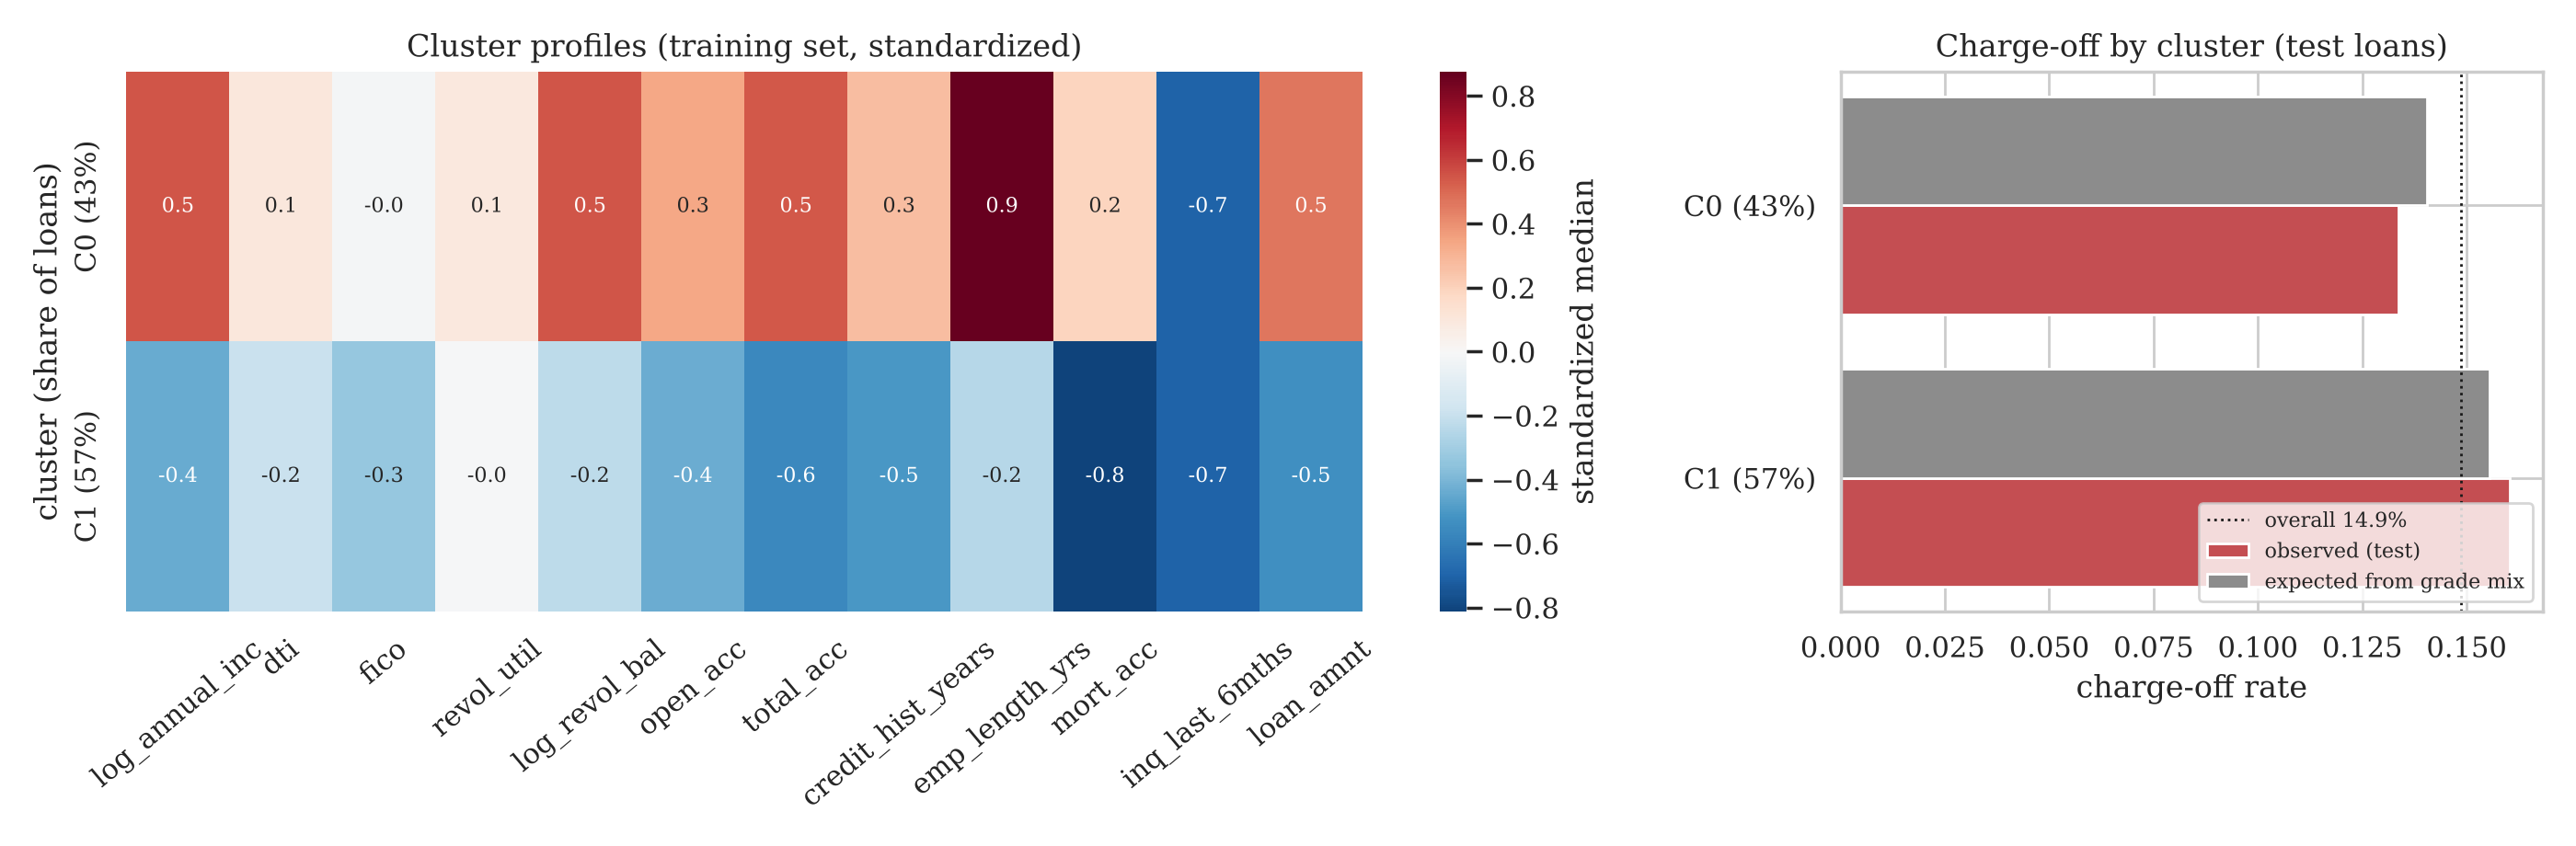 Cluster profiles (training set, standardized)
cluster (share of loans)
C0 (43%)
0.5 0.1 -0.0 0.1 0.5 0.3 0.5 0.3 0.9 0.2 -0.7 0.5
C1 (57%)
-0.4 -0.2 -0.3 -0.0 -0.2 -0.4 -0.6 -0.5 -0.2 -0.8 -0.7 -0.5
log_annual_inc
dti
fico
revol_util
log_revol_bal
open_acc
total_acc
credit_hist_years
emp_length_yrs
mort_acc
inq_last_6mths
loan_amnt
0.8
0.6
0.4
0.2
0.0
−0.2
−0.4
−0.6
−0.8
standardized median
Charge-off by cluster (test loans)
C0 (43%)
C1 (57%)
overall 14.9%
observed (test)
expected from grade mix
0.000 0.025 0.050 0.075 0.100 0.125 0.150
charge-off rate